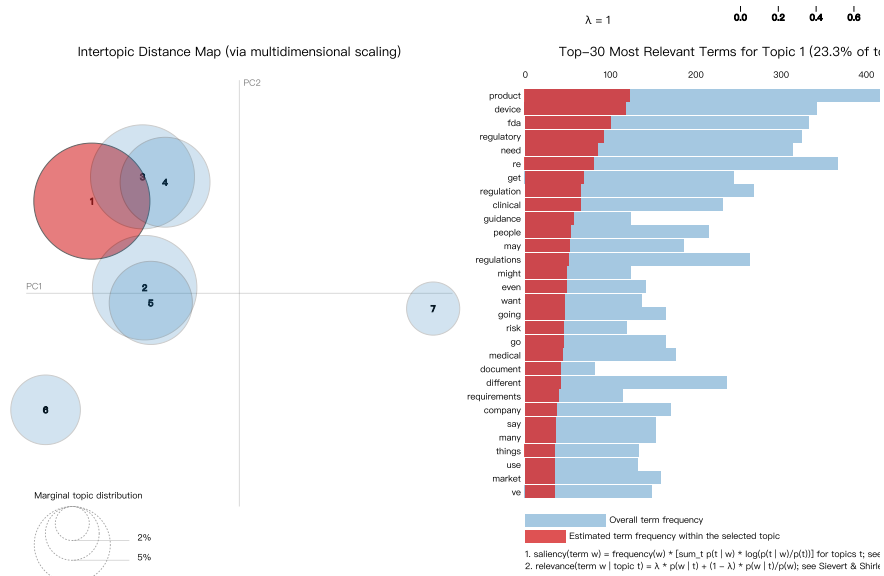 λ = 1
0.0 0.2 0.4 0.6
Intertopic Distance Map (via multidimensional scaling)
Top-30 Most Relevant Terms for Topic 1 (23.3% of to
PC2
PC1
1
3
4
2
5
7
6
Marginal topic distribution
2%
5%
0 100 200 300 400
product
device
fda
regulatory
need
re
get
regulation
clinical
guidance
people
may
regulations
might
even
want
going
risk
go
medical
document
different
requirements
company
say
many
things
use
market
ve
Overall term frequency
Estimated term frequency within the selected topic
1. saliency(term w) = frequency(w) * [sum_t p(t | w) * log(p(t | w)/p(t))] for topics t; see
2. relevance(term w | topic t) = λ * p(w | t) + (1 - λ) * p(w | t)/p(w); see Sievert & Shirle